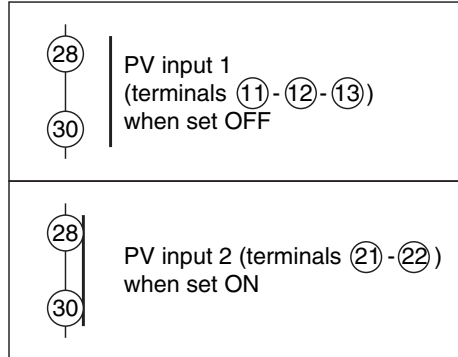 28
PV input 1
(terminals 11 - 12 - 13)
30
when set OFF
28
PV input 2 (terminals 21 - 22)
when set ON
30